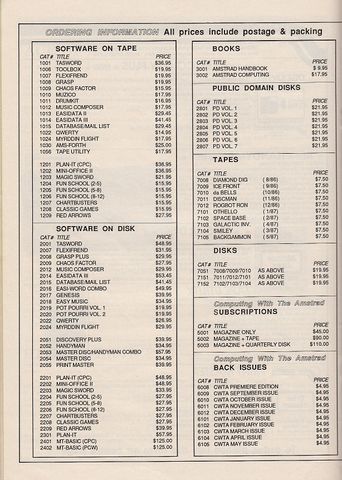 ORDERING INFORMATION All prices include postage & packing
SOFTWARE ON TAPE
CAT# TITLE PRICE
1001 TASWORD $36.95
1006 TOOLBOX $19.95
1007 FLEXIFREND $19.95
1008 GRASP $19.95
1009 CHAOS FACTOR $15.95
1010 MUZICO $17.95
1011 DRUMKIT $16.95
1012 MUSIC COMPOSER $17.95
1013 EASIDATA II $29.45
1014 EASIDATA III $41.45
1015 DATABASE/MAIL LIST $29.45
1022 QWERTY $14.95
1024 MYRDDIN FLIGHT $17.95
1030 AMS-FORTH $25.00
1056 TAPE UTILITY $17.95
1201 PLAN-IT (CPC) $36.95
1202 MINI-OFFICE II $36.95
1203 MAGIC SWORD $21.95
1204 FUN SCHOOL (2-5) $15.95
1205 FUN SCHOOL (5-8) $15.95
1206 FUN SCHOOL (8-12) $15.95
1207 CHARTBUSTERS $15.95
1208 CLASSIC GAMES $15.95
1209 RED ARROWS $27.95
SOFTWARE ON DISK
CAT# TITLE PRICE
2001 TASWORD $48.95
2007 FLEXIFREND $31.95
2008 GRASP PLUS $29.95
2009 CHAOS FACTOR $27.95
2012 MUSIC COMPOSER $29.95
2014 EASIDATA III $53.45
2015 DATABASE/MAIL LIST $41.45
2016 EASI-WORD COMBO $49.95
2017 GENESIS $39.95
2018 EASY MUSIC $34.95
2019 POT POURRI VOL 1 $19.95
2020 POT POURRI VOL 2 $19.95
2022 QWERTY $26.95
2024 MYRDDIN FLIGHT $29.95
2051 DISCOVERY PLUS $39.95
2052 HANDYMAN $34.95
2053 MASTER DISC/HANDYMAN COMBO $57.95
2054 MASTER DISC $34.95
2055 PRINT MASTER $39.95
2201 PLAN-IT (CPC) $48.95
2202 MINI-OFFICE II $48.95
2203 MAGIC SWORD $33.95
2204 FUN SCHOOL (2-5) $27.95
2205 FUN SCHOOL (5-8) $27.95
2206 FUN SCHOOL (8-12) $27.95
2207 CHARTBUSTERS $27.95
2208 CLASSIC GAMES $27.95
2209 RED ARROWS $39.95
2301 PLAN-IT $57.95
2401 MT-BASIC (CPC) $125.00
2402 MT-BASIC (PCW) $125.00
BOOKS
CAT# TITLE PRICE
3001 AMSTRAD HANDBOOK $ 9.95
3002 AMSTRAD COMPUTING $17.95
PUBLIC DOMAIN DISKS
CAT# TITLE PRICE
2801 PD VOL. 1 $21.95
2802 PD VOL. 2 $21.95
2803 PD VOL. 3 $21.95
2804 PD VOL. 4 $21.95
2805 PD VOL. 5 $21.95
2806 PD VOL. 6 $21.95
2807 PD VOL. 7 $21.95
TAPES
CAT# TITLE PRICE
7008 DIAMOND DIG ( 8/86) $7.50
7009 ICE FRONT ( 9/86) $7.50
7010 da BELLS (10/86) $7.50
7011 DISCMAN (11/86) $7.50
7012 ROGBOT RON (12/86) $7.50
7101 OTHELLO ( 1/87) $7.50
7102 SPACE BASE ( 2/87) $7.50
7103 GALACTIC INV. ( 3/87) $7.50
7104 SMILEY ( 3/87) $7.50
7105 BACKGAMMON ( 5/87) $7.50
DISKS
CAT# TITLE PRICE
7051 7008/7009/7010 AS ABOVE $19.95
7151 7011/7012/7101 AS ABOVE $19.95
7152 7102/7103/7104 AS ABOVE $19.95
Computing With The Amstrad
SUBSCRIPTIONS
CAT# TITLE PRICE
5001 MAGAZINE ONLY $45.00
5002 MAGAZINE + TAPE $90.00
5003 MAGAZINE + QUARTERLY DISK $110.00
Computing With The Amstrad
BACK ISSUES
CAT# TITLE PRICE
6008 CWTA PREMIERE EDITION $4.95
6009 CWTA SEPTEMBER ISSUE $4.95
6010 CWTA OCTOBER ISSUE $4.95
6011 CWTA NOVEMBER ISSUE $4.95
6012 CWTA DECEMBER ISSUE $4.95
6101 CWTA JANUARY ISSUE $4.95
6102 CWTA FEBRUARY ISSUE $4.95
6103 CWTA MARCH ISSUE $4.95
6104 CWTA APRIL ISSUE $4.95
6105 CWTA MAY ISSUE $4.95